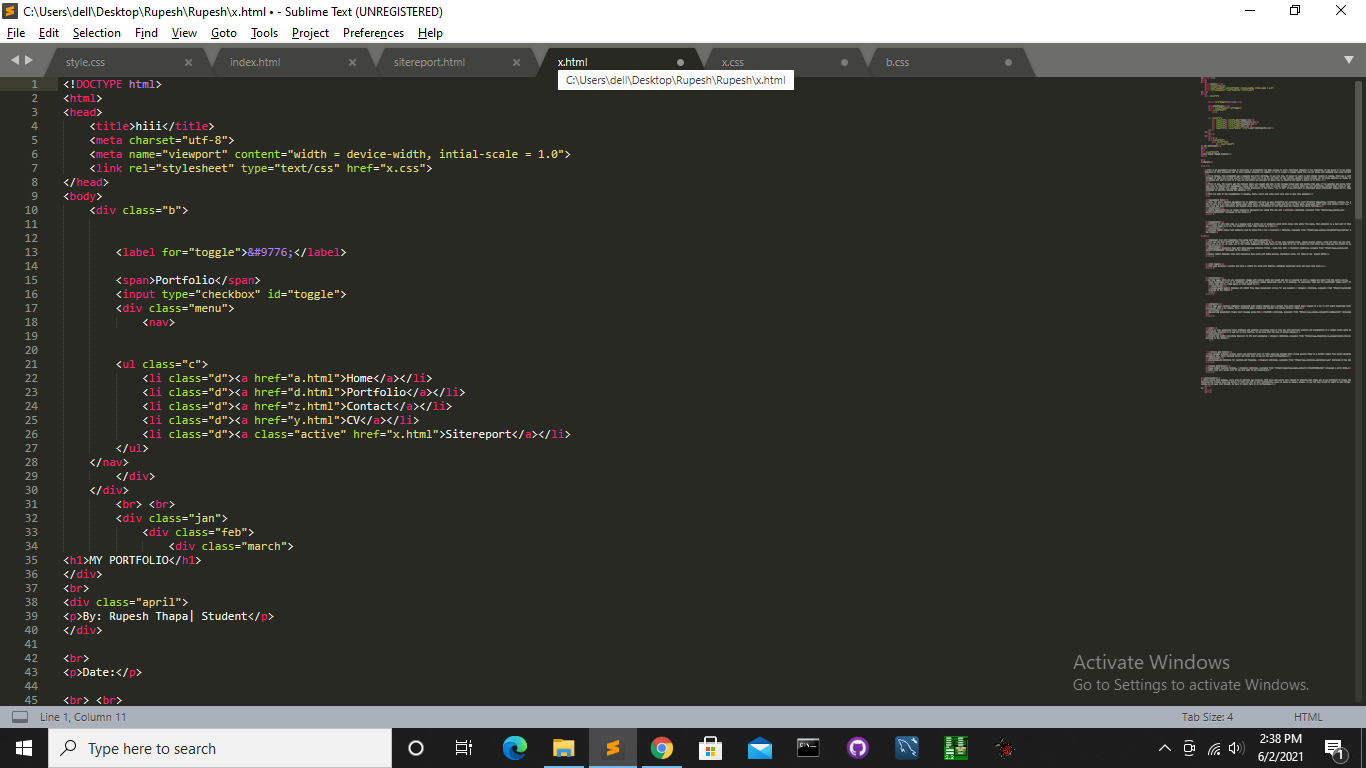 C:\Users\dell\Desktop\Rupesh\Rupesh\x.html • - Sublime Text (UNREGISTERED)
File Edit Selection Find View Goto Tools Project Preferences Help
style.css index.html sitereport.html x.html x.css b.css
C:\Users\dell\Desktop\Rupesh\Rupesh\x.html
1 <!DOCTYPE html>
2 <html>
3 <head>
4 <title>hiii</title>
5 <meta charset="utf-8">
6 <meta name="viewport" content="width = device-width, intial-scale = 1.0">
7 <link rel="stylesheet" type="text/css" href="x.css">
8 </head>
9 <body>
10 <div class="b">
11
12
13 <label for="toggle">&#9776;</label>
14
15 <span>Portfolio</span>
16 <input type="checkbox" id="toggle">
17 <div class="menu">
18 <nav>
19
20
21 <ul class="c">
22 <li class="d"><a href="a.html">Home</a></li>
23 <li class="d"><a href="d.html">Portfolio</a></li>
24 <li class="d"><a href="z.html">Contact</a></li>
25 <li class="d"><a href="y.html">CV</a></li>
26 <li class="d"><a class="active" href="x.html">Sitereport</a></li>
27 </ul>
28 </nav>
29 </div>
30 </div>
31 <br> <br>
32 <div class="jan">
33 <div class="feb">
34 <div class="march">
35 <h1>MY PORTFOLIO</h1>
36 </div>
37 <br>
38 <div class="april">
39 <p>By: Rupesh Thapa| Student</p>
40 </div>
41
42 <br>
43 <p>Date:</p>
44
45 <br> <br>
Activate Windows
Go to Settings to activate Windows.
Line 1, Column 11 Tab Size: 4 HTML
Type here to search
2:38 PM
6/2/2021
1